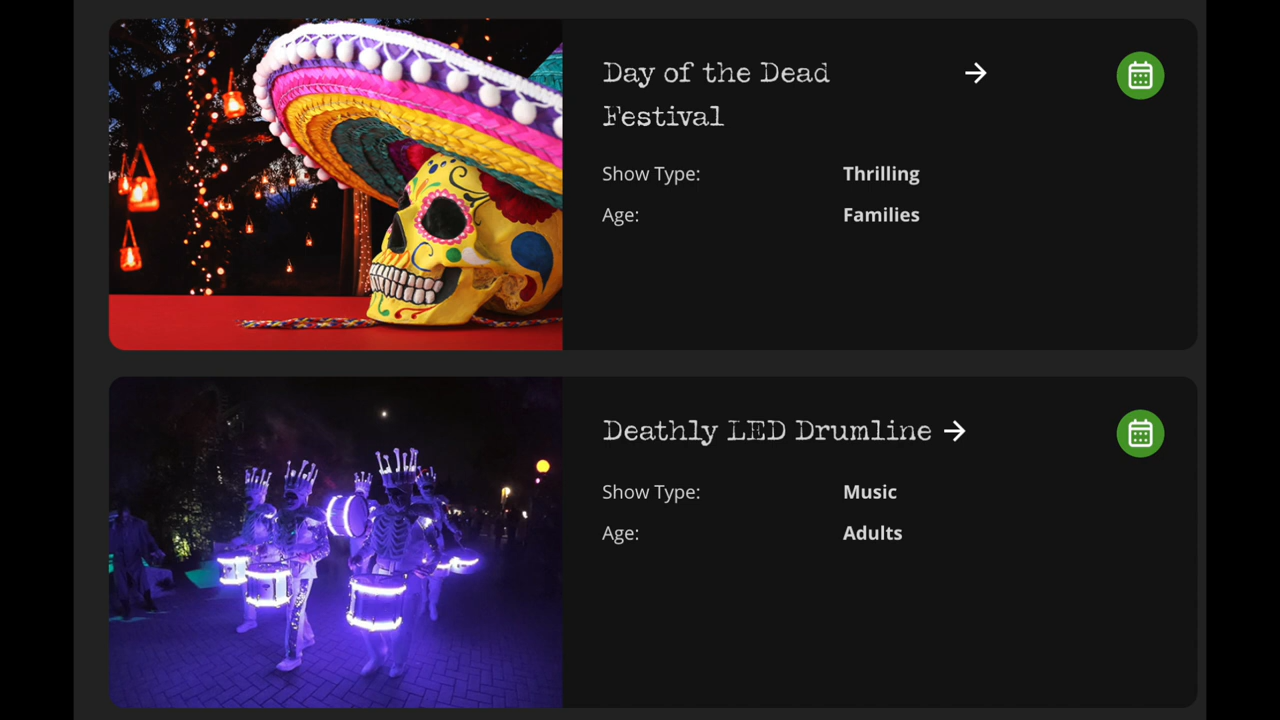 Day of the Dead
Festival
Show Type: Thrilling
Age: Families
Deathly LED Drumline
Show Type: Music
Age: Adults